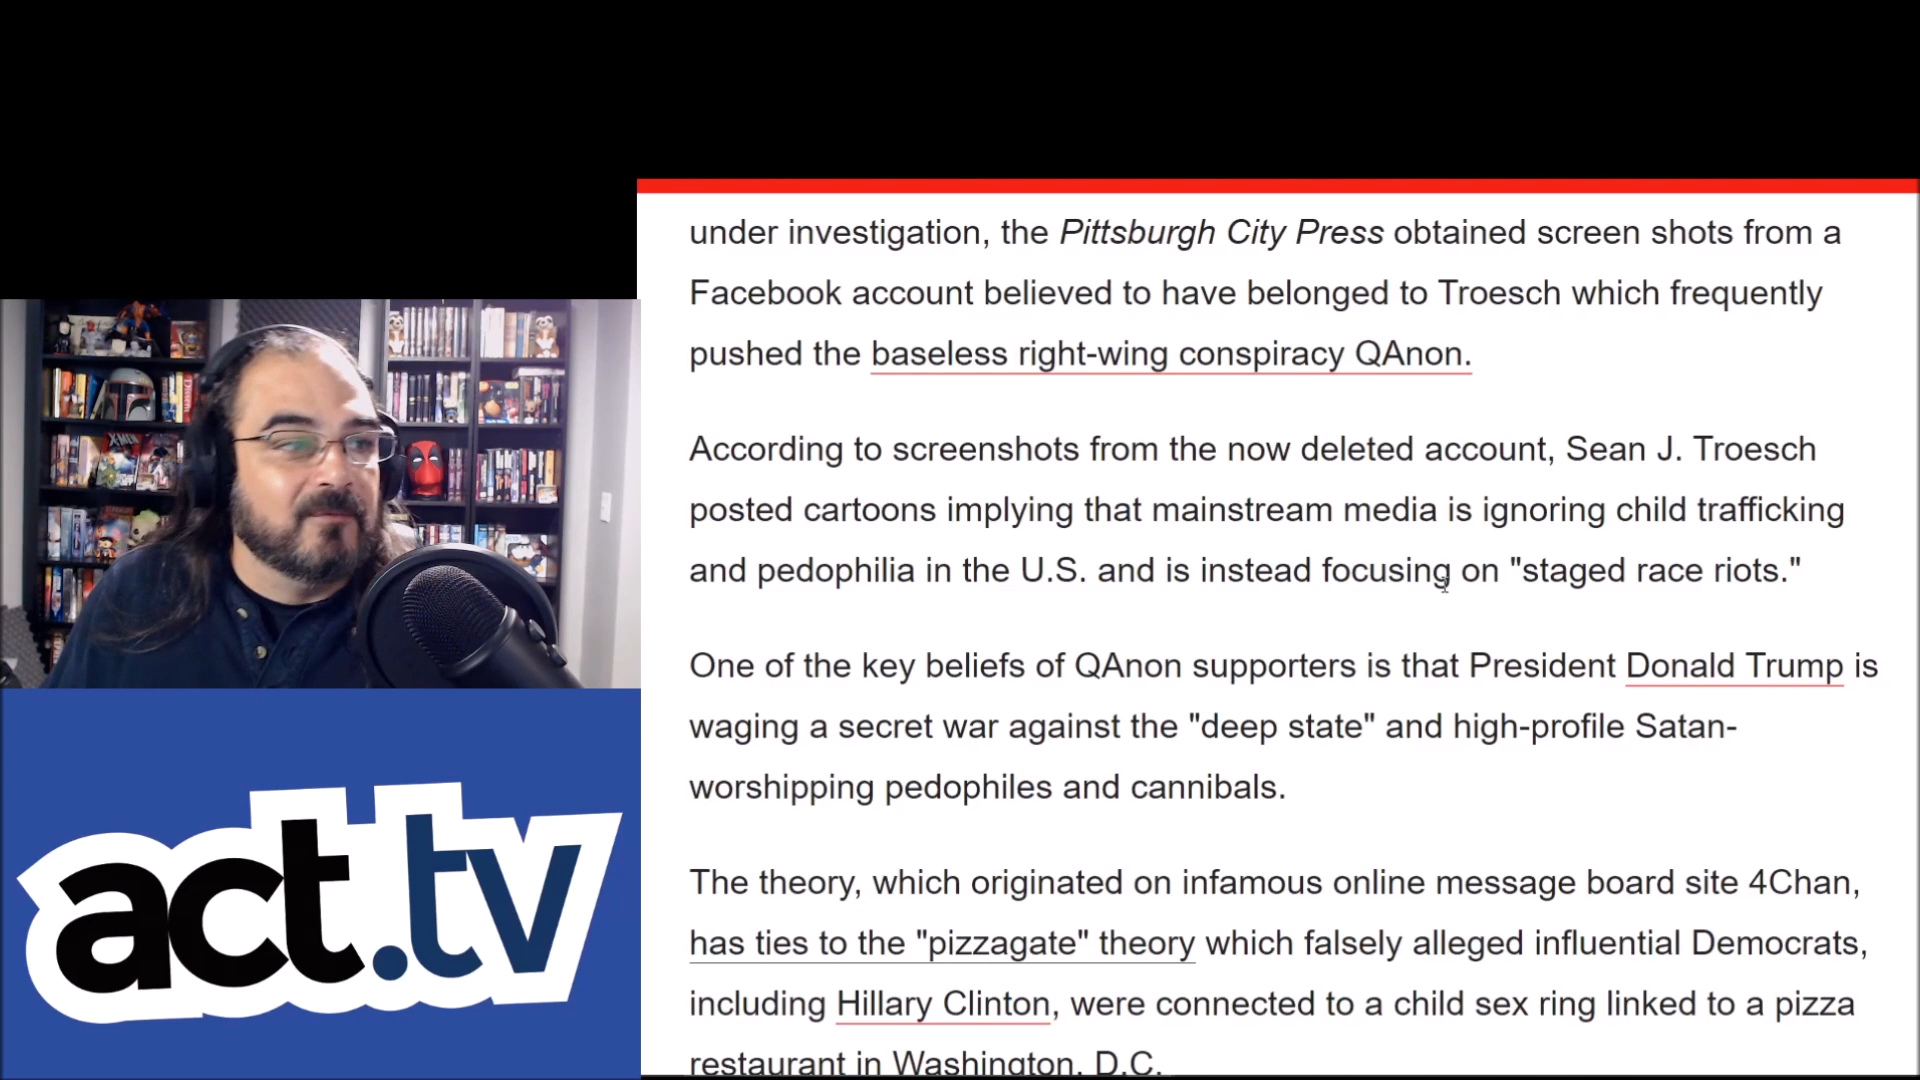 under investigation, the Pittsburgh City Press obtained screen shots from a
Facebook account believed to have belonged to Troesch which frequently
pushed the baseless right-wing conspiracy QAnon.
According to screenshots from the now deleted account, Sean J. Troesch
posted cartoons implying that mainstream media is ignoring child trafficking
and pedophilia in the U.S. and is instead focusing on "staged race riots."
One of the key beliefs of QAnon supporters is that President Donald Trump is
waging a secret war against the "deep state" and high-profile Satan-
worshipping pedophiles and cannibals.
The theory, which originated on infamous online message board site 4Chan,
has ties to the "pizzagate" theory which falsely alleged influential Democrats,
including Hillary Clinton, were connected to a child sex ring linked to a pizza
restaurant in Washington, D.C.
X-MEN
act.tv